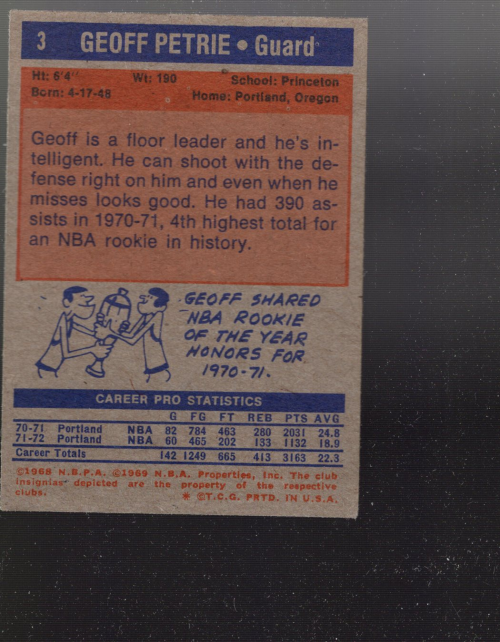 3 GEOFF PETRIE • Guard
Ht: 6'4" Wt: 190 School: Princeton
Born: 4-17-48 Home: Portland, Oregon
Geoff is a floor leader and he's in-
telligent. He can shoot with the de-
fense right on him and even when he
misses looks good. He had 390 as-
sists in 1970-71, 4th highest total for
an NBA rookie in history.
GEOFF SHARED
NBA ROOKIE
OF THE YEAR
HONORS FOR
1970-71.
CAREER PRO STATISTICS
G FG FT REB PTS AVG
70-71 Portland NBA 82 784 463 280 2031 24.8
71-72 Portland NBA 60 465 202 133 1132 18.9
Career Totals 142 1249 665 413 3163 22.3
©1968 N.B.P.A. ©1969 N.B.A. Properties, Inc. The club
insignias depicted are the property of the respective
clubs. * ©T.C.G. PRTD. IN U.S.A.